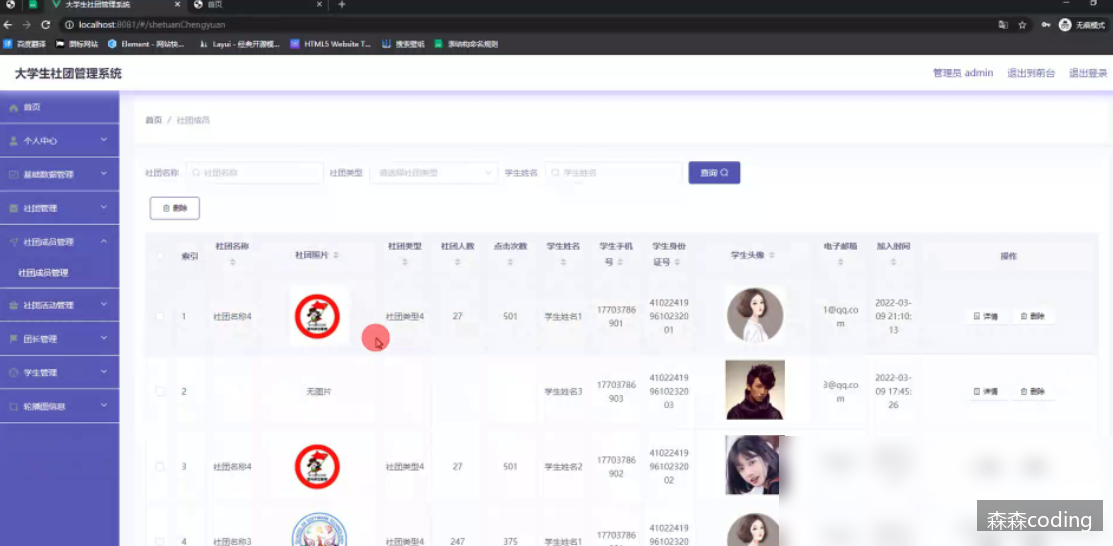 大学生社团管理系统
首页
localhost:8081/#/shetuanChengyuan
无痕模式
百度翻译
图标网站
Element - 网站快...
Layui - 经典开源模...
HTML5 Website T...
搜索壁纸
表结构命名规则
大学生社团管理系统
管理员 admin
退出到前台
退出登录
首页
个人中心
基础数据管理
社团管理
社团成员管理
社团成员管理
社团活动管理
团长管理
学生管理
轮播图信息
首页 / 社团成员
社团名称 社团名称 社团类型 请选择社团类型 学生姓名 学生姓名 查询
删除
索引 社团名称 社团照片 社团类型 社团人数 点击次数 学生姓名 学生手机号 学生身份证号 学生头像 电子邮箱 加入时间 操作
1 社团名称4 社团类型4 27 501 学生姓名1 17703786901 410224199610232001 1@qq.com 2022-03-09 21:10:13 详情 删除
2 无图片 学生姓名3 17703786903 410224199610232003 3@qq.com 2022-03-09 17:45:26 详情 删除
3 社团名称4 社团类型4 27 501 学生姓名2 17703786902 410224199610232002
4 社团名称3 社团类型4 247 375 学生姓名1 17703786 4102241996102320
森森coding